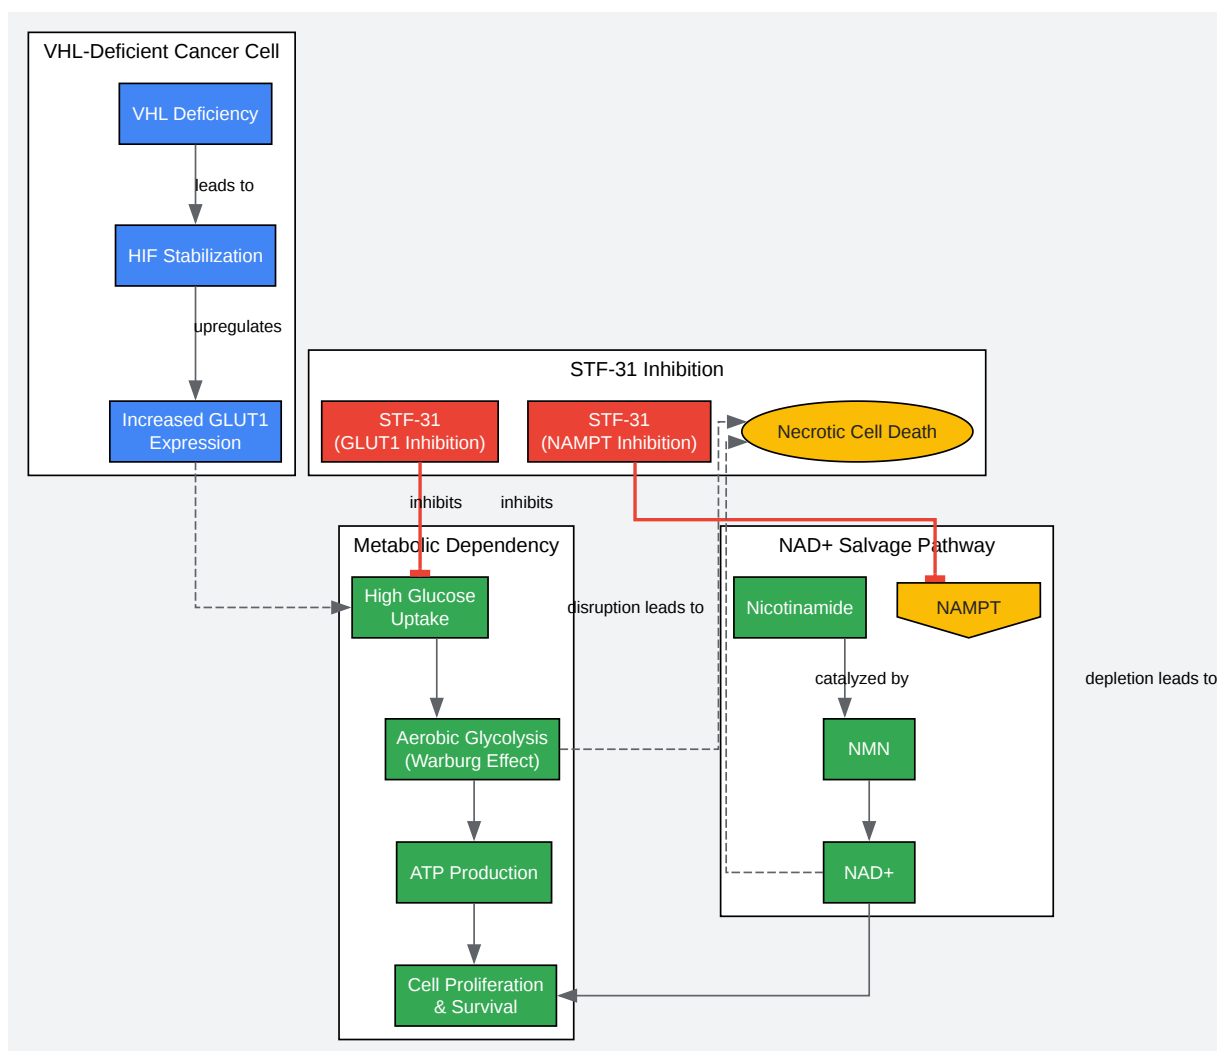 VHL-Deficient Cancer Cell
VHL Deficiency
leads to
HIF Stabilization
upregulates
Increased GLUT1
Expression
STF-31 Inhibition
STF-31
(GLUT1 Inhibition)
STF-31
(NAMPT Inhibition)
Necrotic Cell Death
inhibits
inhibits
Metabolic Dependency
High Glucose
Uptake
disruption leads to
Aerobic Glycolysis
(Warburg Effect)
ATP Production
Cell Proliferation
& Survival
NAD+ Salvage Pathway
Nicotinamide
NAMPT
catalyzed by
depletion leads to
NMN
NAD+